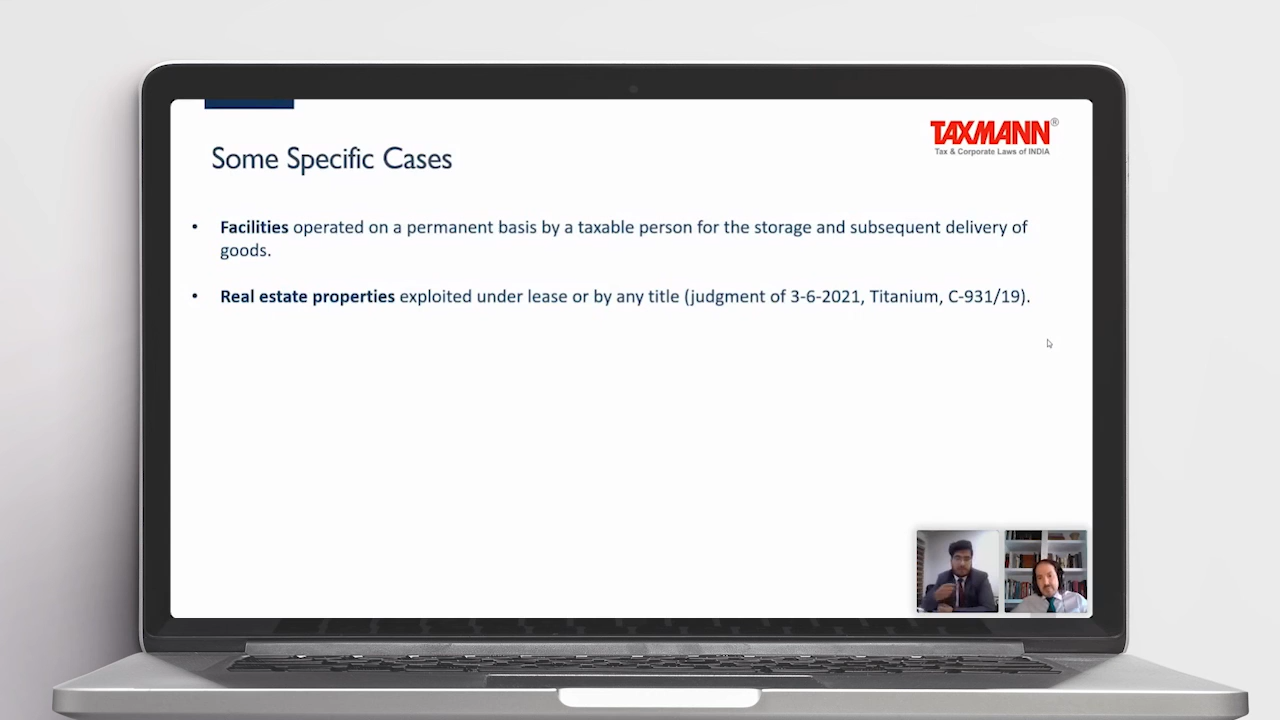 TAXMANN®
Tax & Corporate Laws of INDIA
Some Specific Cases
• Facilities operated on a permanent basis by a taxable person for the storage and subsequent delivery of
goods.
• Real estate properties exploited under lease or by any title (judgment of 3-6-2021, Titanium, C-931/19).